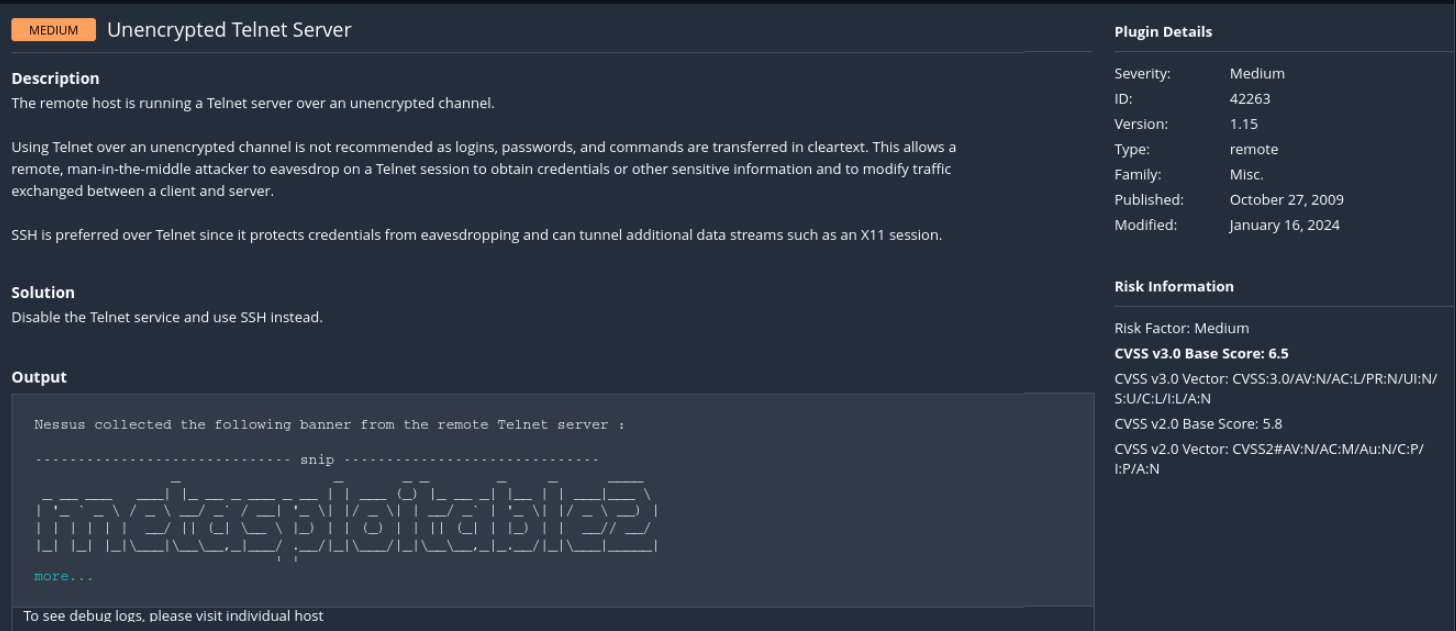 MEDIUM Unencrypted Telnet Server
Description
The remote host is running a Telnet server over an unencrypted channel.
Using Telnet over an unencrypted channel is not recommended as logins, passwords, and commands are transferred in cleartext. This allows a
remote, man-in-the-middle attacker to eavesdrop on a Telnet session to obtain credentials or other sensitive information and to modify traffic
exchanged between a client and server.
SSH is preferred over Telnet since it protects credentials from eavesdropping and can tunnel additional data streams such as an X11 session.
Solution
Disable the Telnet service and use SSH instead.
Output
Nessus collected the following banner from the remote Telnet server :
------------------------------ snip ------------------------------
metasploitable2
more...
To see debug logs, please visit individual host
Plugin Details
Severity: Medium
ID: 42263
Version: 1.15
Type: remote
Family: Misc.
Published: October 27, 2009
Modified: January 16, 2024
Risk Information
Risk Factor: Medium
CVSS v3.0 Base Score: 6.5
CVSS v3.0 Vector: CVSS:3.0/AV:N/AC:L/PR:N/UI:N/
S:U/C:L/I:L/A:N
CVSS v2.0 Base Score: 5.8
CVSS v2.0 Vector: CVSS2#AV:N/AC:M/Au:N/C:P/
I:P/A:N